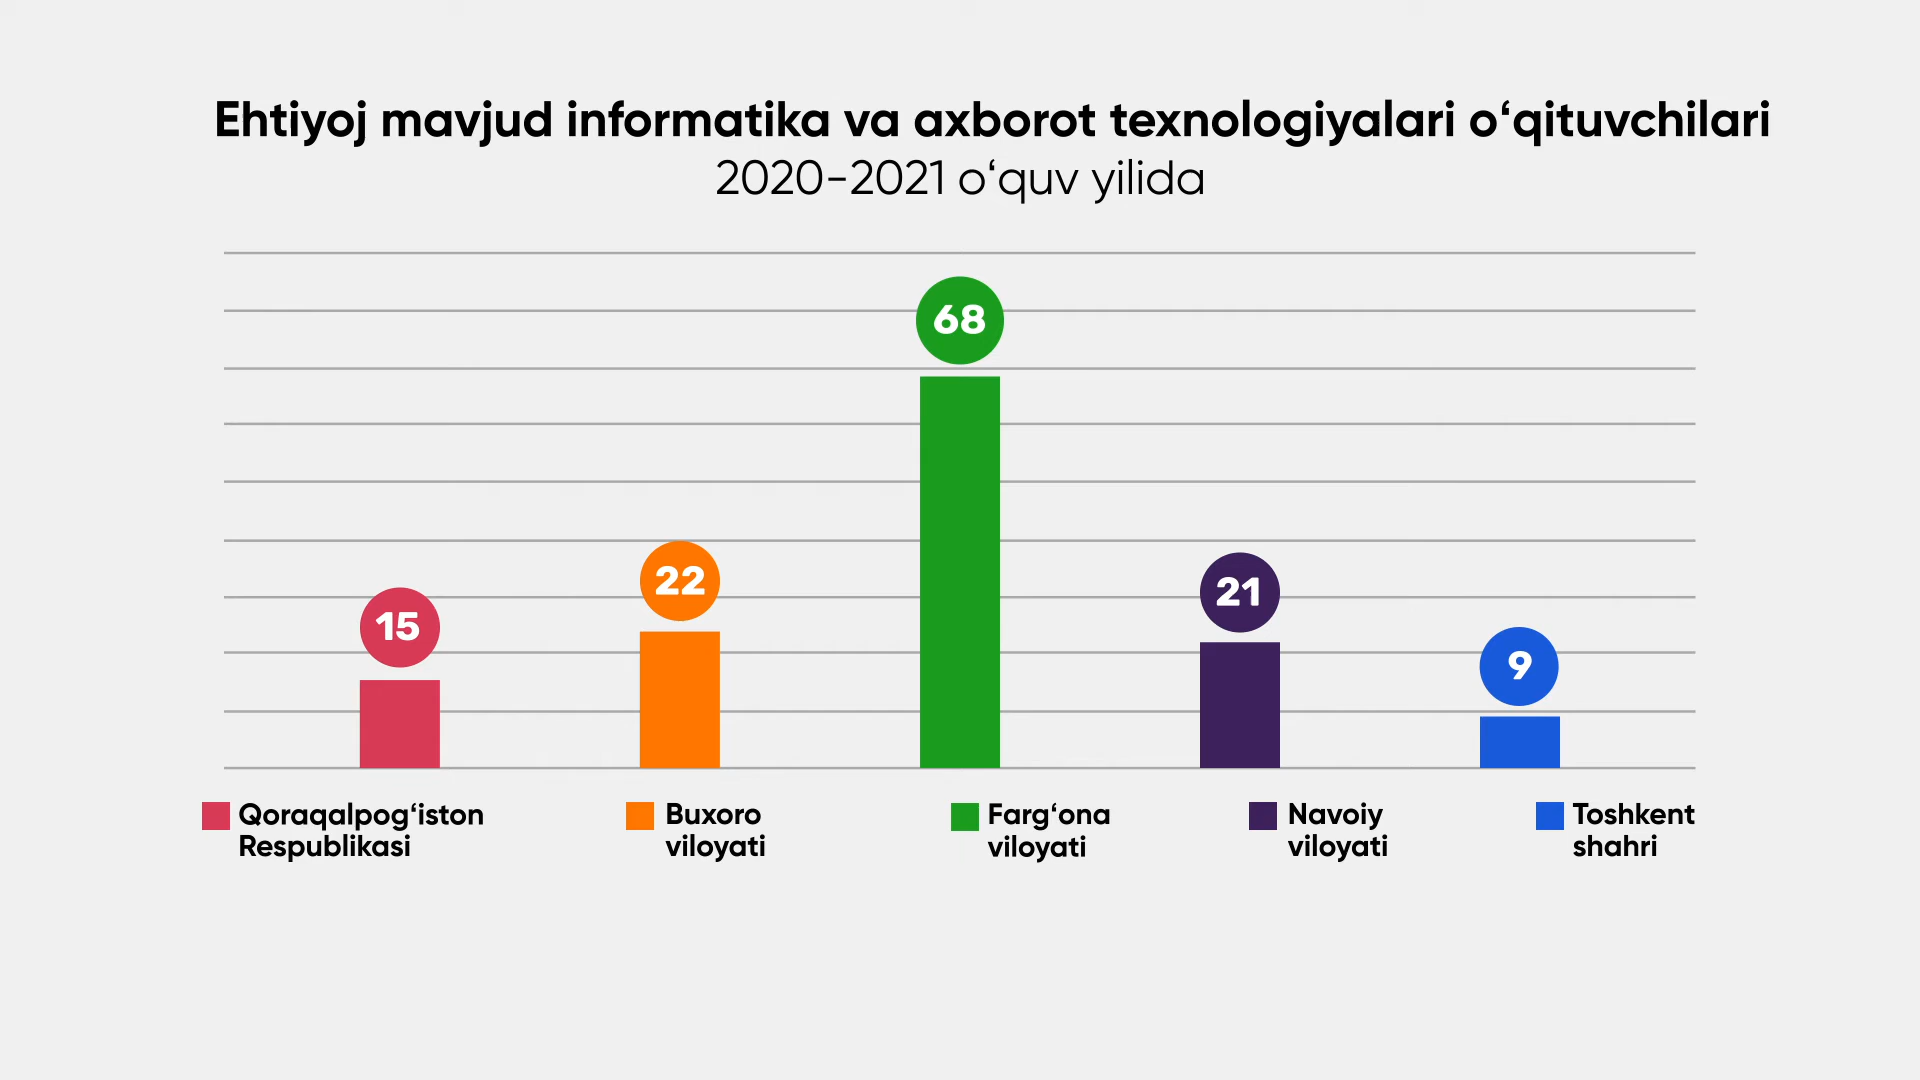 Ehtiyoj mavjud informatika va axborot texnologiyalari o‘qituvchilari
2020-2021 o‘quv yilida
68
22
21
15
9
Qoraqalpog‘iston
Respublikasi
Buxoro
viloyati
Farg‘ona
viloyati
Navoiy
viloyati
Toshkent
shahri